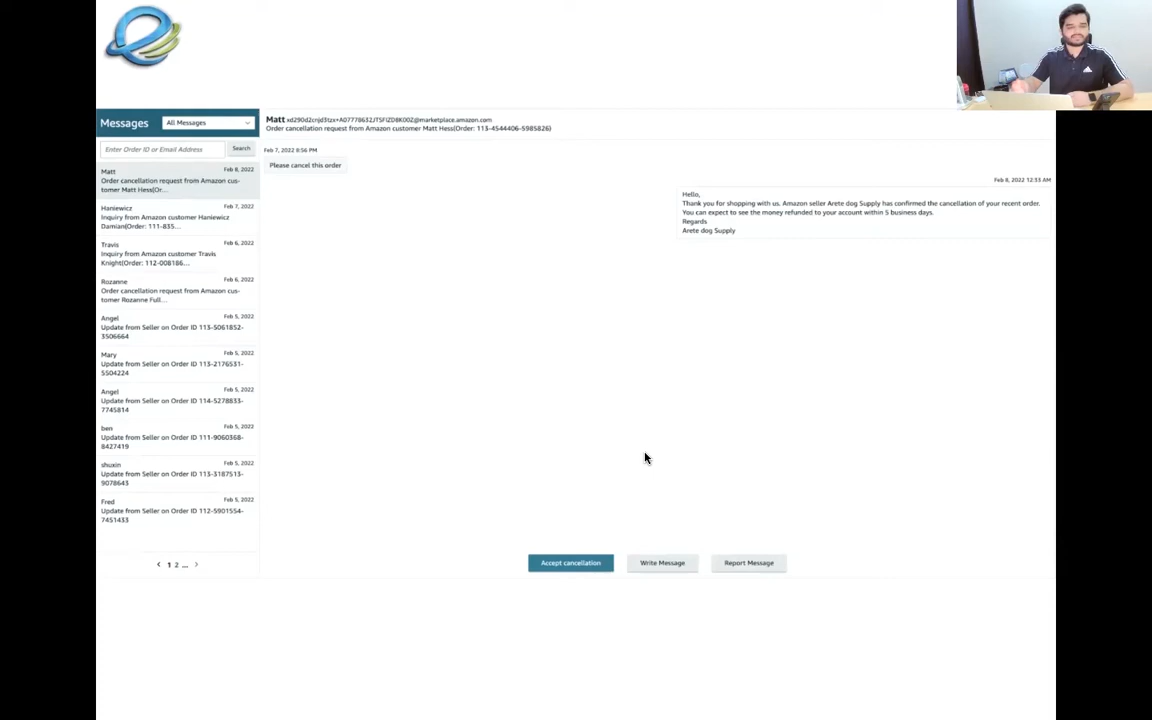 Messages
All Messages
Enter Order ID or Email Address
Search
Matt
Feb 8, 2022
Order cancellation request from Amazon cus-
tomer Matt Hess(Or...
Haniewicz
Feb 7, 2022
Inquiry from Amazon customer Haniewicz
Damian(Order: 111-835...
Travis
Feb 6, 2022
Inquiry from Amazon customer Travis
Knight(Order: 112-008186...
Rozanne
Feb 6, 2022
Order cancellation request from Amazon cus-
tomer Rozanne Full...
Angel
Feb 5, 2022
Update from Seller on Order ID 113-5061852-
3506664
Mary
Feb 5, 2022
Update from Seller on Order ID 113-2176531-
5504224
Angel
Feb 5, 2022
Update from Seller on Order ID 114-5278833-
7745814
ben
Feb 5, 2022
Update from Seller on Order ID 111-9060368-
8427419
shuxin
Feb 5, 2022
Update from Seller on Order ID 113-3187513-
9078643
Fred
Feb 5, 2022
Update from Seller on Order ID 112-5901554-
7451433
1 2 ...
Matt
Order cancellation request from Amazon customer Matt Hess(Order: 113-4544406-5985826)
Feb 7, 2022 8:56 PM
Please cancel this order
Feb 8, 2022 12:33 AM
Hello,
Thank you for shopping with us. Amazon seller Arete dog Supply has confirmed the cancellation of your recent order.
You can expect to see the money refunded to your account within 5 business days.
Regards
Arete dog Supply
Accept cancellation
Write Message
Report Message